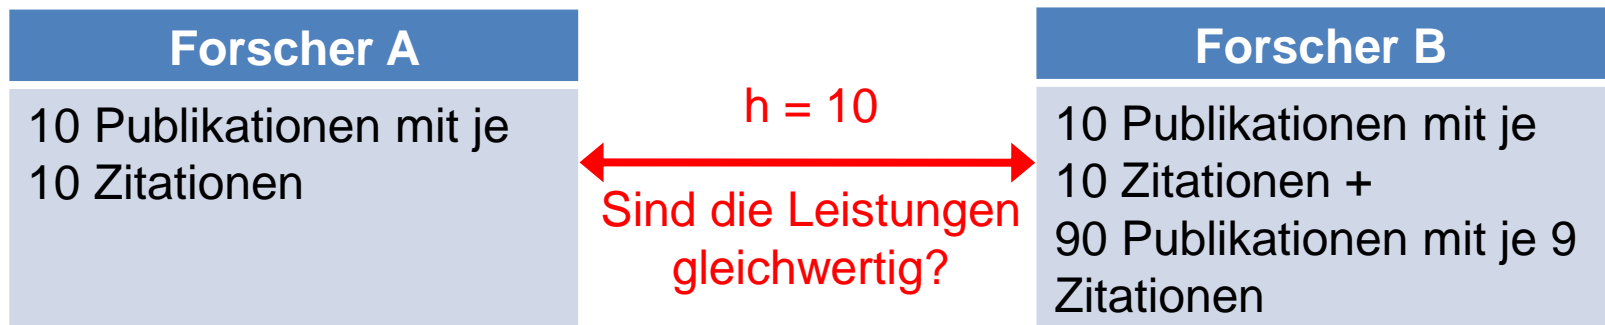 Forscher A
10 Publikationen mit je
10 Zitationen
h = 10
Sind die Leistungen
gleichwertig?
Forscher B
10 Publikationen mit je
10 Zitationen +
90 Publikationen mit je 9
Zitationen